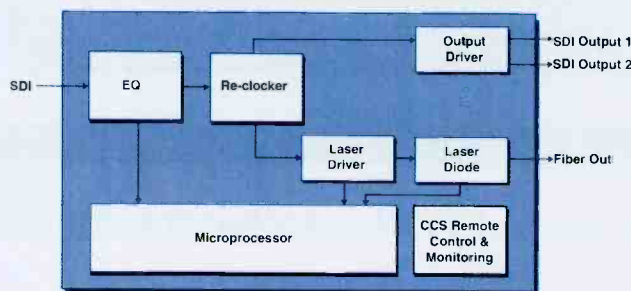 SDI
EQ
Re-clocker
Output
Driver
SDI Output 1
SDI Output 2
Laser
Driver
Laser
Diode
Fiber Out
Microprocessor
CCS Remote
Control &
Monitoring